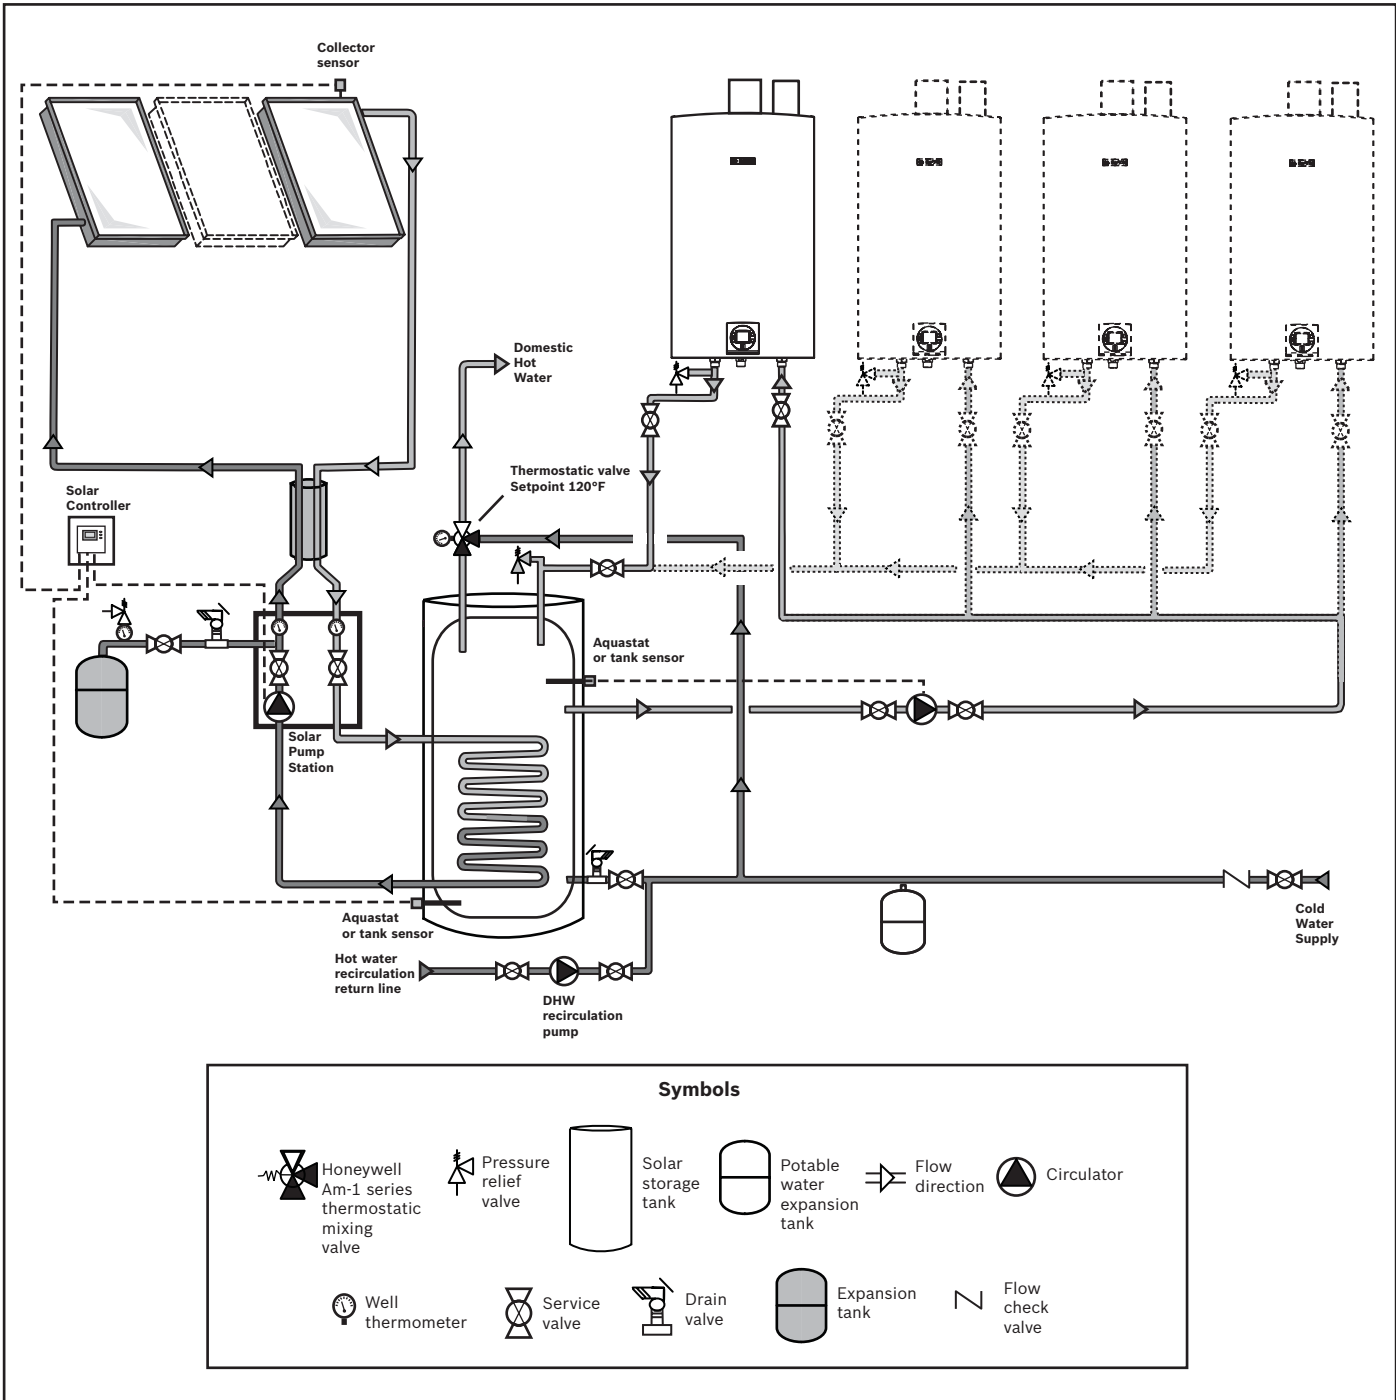 Collector
sensor
Domestic
Hot
Water
Thermostatic valve
Setpoint 120°F
Solar
Controller
Aquastat
or tank sensor
Solar
Pump
Station
Aquastat
or tank sensor
Cold
Water
Supply
Hot water
recirculation
return line
DHW
recirculation
pump
Symbols
Honeywell
Am-1 series
thermostatic
mixing
valve
Pressure
relief
valve
Solar
storage
tank
Potable
water
expansion
tank
Flow
direction
Circulator
Well
thermometer
Service
valve
Drain
valve
Expansion
tank
Flow
check
valve